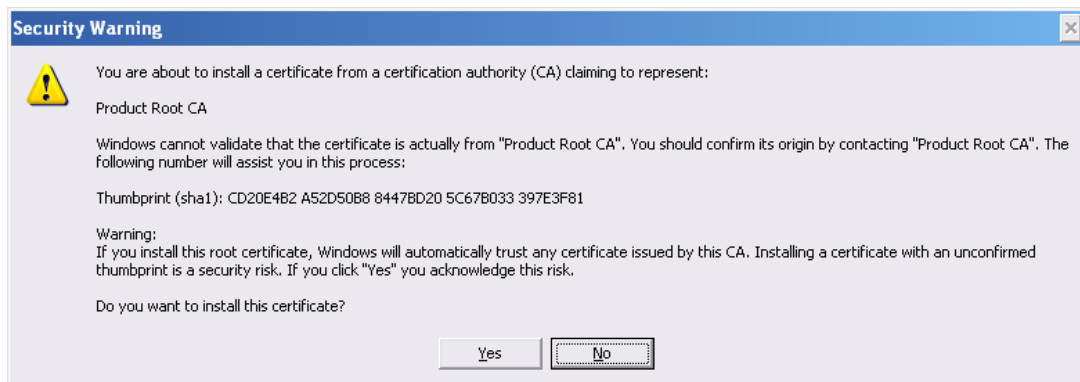 Security Warning
You are about to install a certificate from a certification authority (CA) claiming to represent:
Product Root CA
Windows cannot validate that the certificate is actually from "Product Root CA". You should confirm its origin by contacting "Product Root CA". The
following number will assist you in this process:
Thumbprint (sha1): CD20E4B2 A52D50B8 8447BD20 5C67B033 397E3F81
Warning:
If you install this root certificate, Windows will automatically trust any certificate issued by this CA. Installing a certificate with an unconfirmed
thumbprint is a security risk. If you click "Yes" you acknowledge this risk.
Do you want to install this certificate?
Yes No